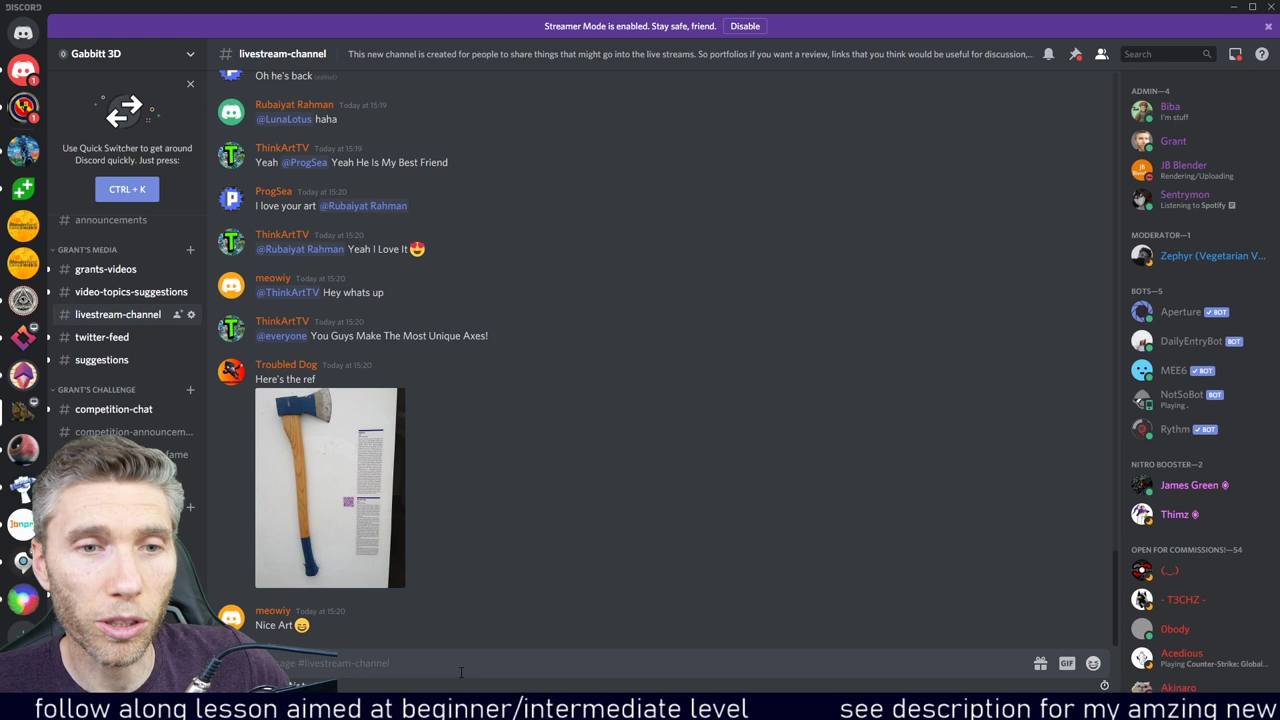 DISCORD
Streamer Mode is enabled. Stay safe, friend. Disable
Gabbitt 3D
# livestream-channel
This new channel is created for people to share things that might go into the live streams. So portfolios if you want a review, links that you think would be useful for discussion,...
Search
Use Quick Switcher to get around
Discord quickly. Just press:
CTRL + K
announcements
GRANT'S MEDIA
# grants-videos
# video-topics-suggestions
# livestream-channel
# twitter-feed
# suggestions
GRANT'S CHALLENGE
# competition-chat
# competition-announcem...
fame
Oh he's back (edited)
Rubaiyat Rahman Today at 15:19
@LunaLotus haha
ThinkArtTV Today at 15:19
Yeah @ProgSea Yeah He Is My Best Friend
ProgSea Today at 15:20
I love your art @Rubaiyat Rahman
ThinkArtTV Today at 15:20
@Rubaiyat Rahman Yeah I Love It
meowiy Today at 15:20
@ThinkArtTV Hey whats up
ThinkArtTV Today at 15:20
@everyone You Guys Make The Most Unique Axes!
Troubled Dog Today at 15:20
Here's the ref
meowiy Today at 15:20
Nice Art
#livestream-channel
GIF
ADMIN—4
Biba
I'm stuff
Grant
JB Blender
Rendering/Uploading
Sentrymon
Listening to Spotify
MODERATOR—1
Zephyr (Vegetarian V...
BOTS—5
Aperture ✓ BOT
DailyEntryBot BOT
MEE6 ✓ BOT
NotSoBot BOT
Playing .
Rythm ✓ BOT
NITRO BOOSTER—2
James Green
Thimz
OPEN FOR COMMISSIONS!—54
(._.)
- T3CHZ -
0body
Acedious
Playing Counter-Strike: Global...
Akinaro
follow along lesson aimed at beginner/intermediate level see description for my amzing new